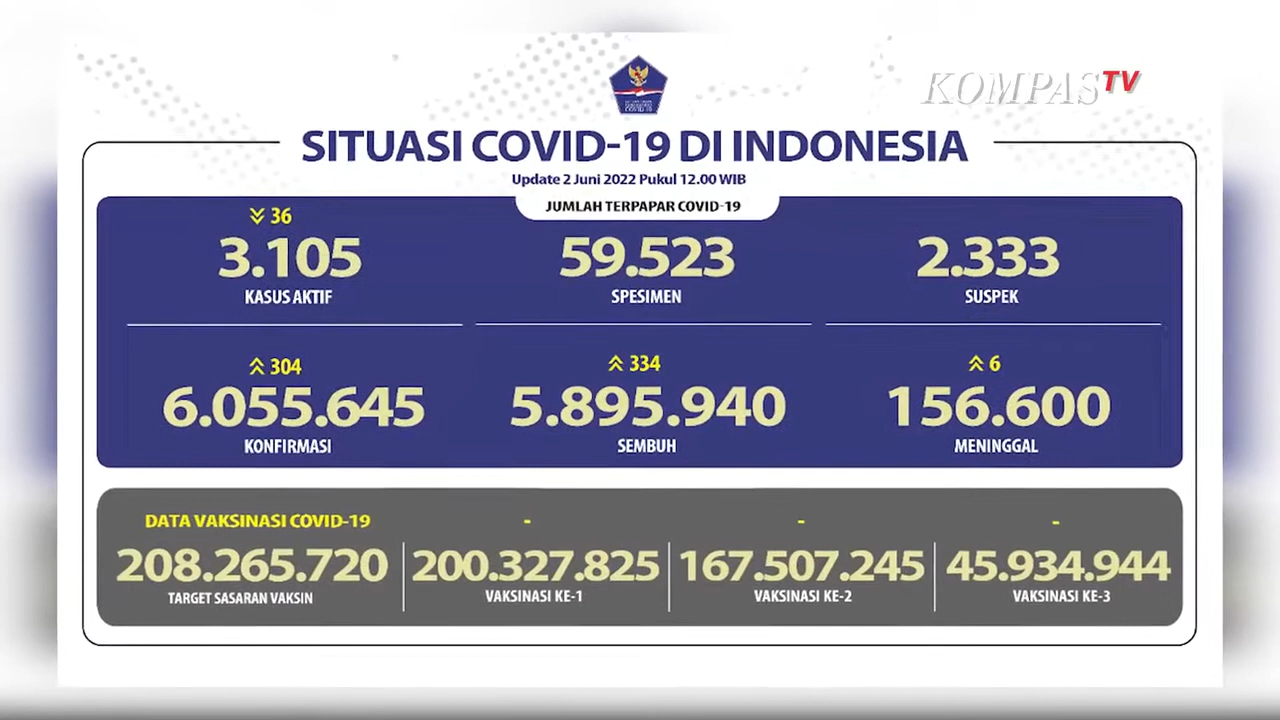 KOMPASTV
SITUASI COVID-19 DI INDONESIA
Update 2 Juni 2022 Pukul 12.00 WIB
JUMLAH TERPAPAR COVID-19
36
3.105
KASUS AKTIF
59.523
SPESIMEN
2.333
SUSPEK
304
6.055.645
KONFIRMASI
334
5.895.940
SEMBUH
6
156.600
MENINGGAL
DATA VAKSINASI COVID-19
208.265.720
TARGET SASARAN VAKSIN
-
200.327.825
VAKSINASI KE-1
-
167.507.245
VAKSINASI KE-2
-
45.934.944
VAKSINASI KE-3